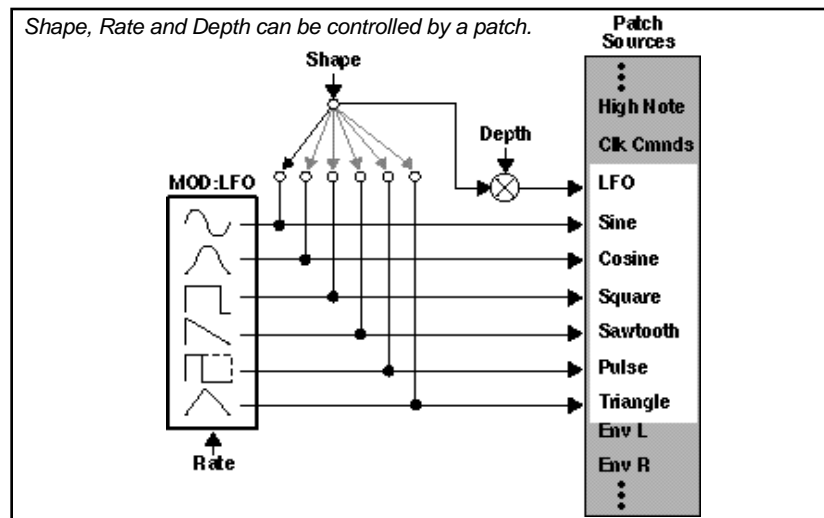 Shape, Rate and Depth can be controlled by a patch.
Patch
Sources
Shape
High Note
Depth
Clk Cmnds
MOD:LFO
LFO
Sine
Cosine
Square
Sawtooth
Pulse
Triangle
Env L
Rate
Env R